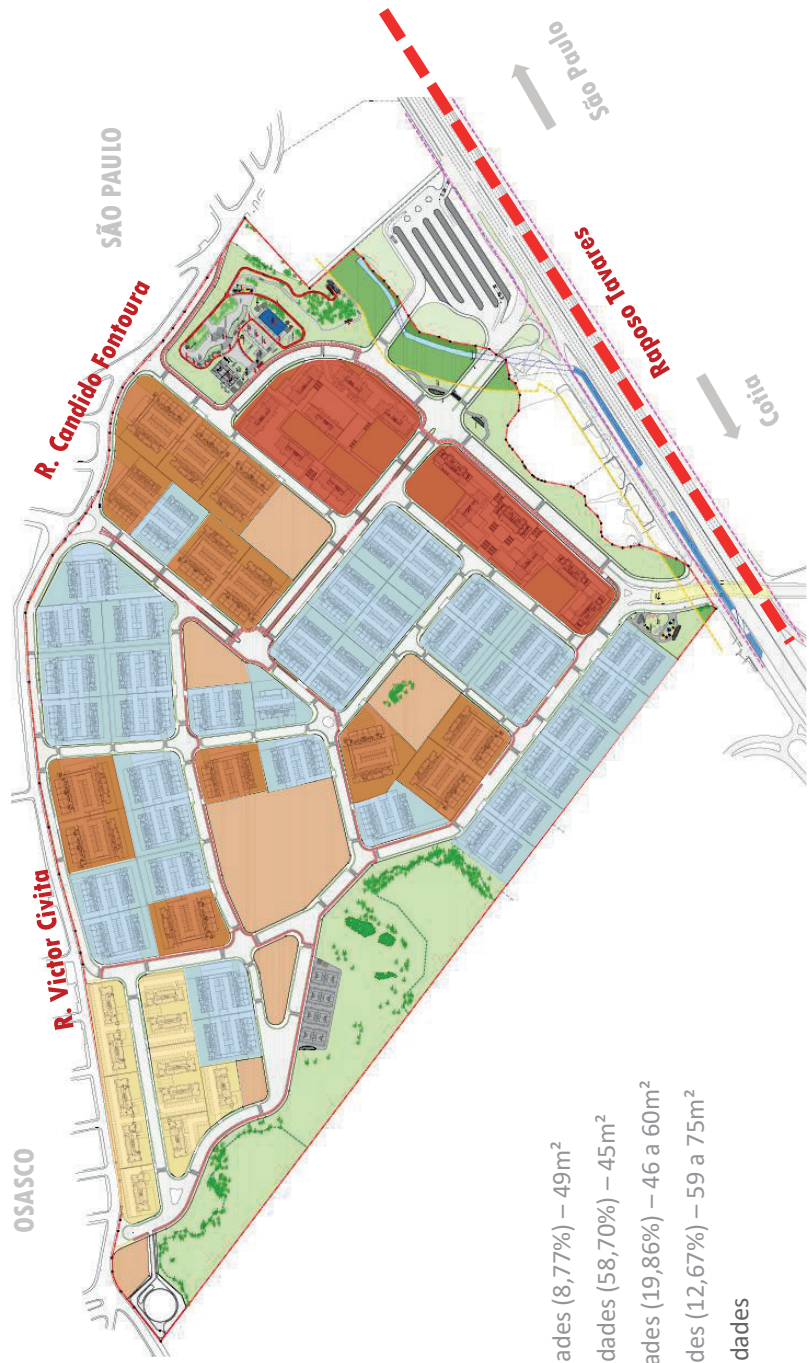 SÃO PAULO
São Paulo
R. Candido Fontoura
Raposo Tavares
Cotia
R. Victor Civita
OSASCO
ades (8,77%) – 49m²
dades (58,70%) – 45m²
ades (19,86%) – 46 a 60m²
des (12,67%) – 59 a 75m²
dades